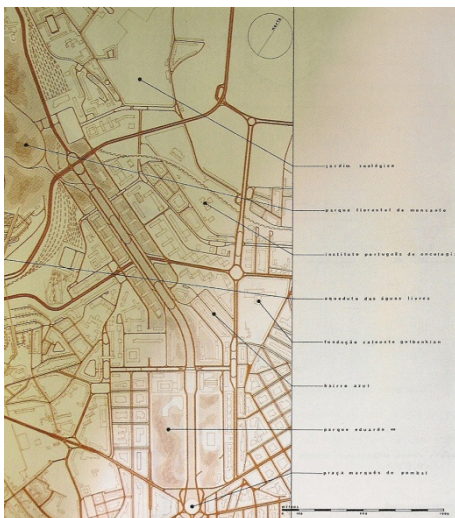 norte
jardim zoológico
parque florestal de monsanto
instituto português de oncologia
aqueduto das águas livres
fundação calouste gulbenkian
bairro azul
parque eduardo VII
praça marquês de pombal
metros